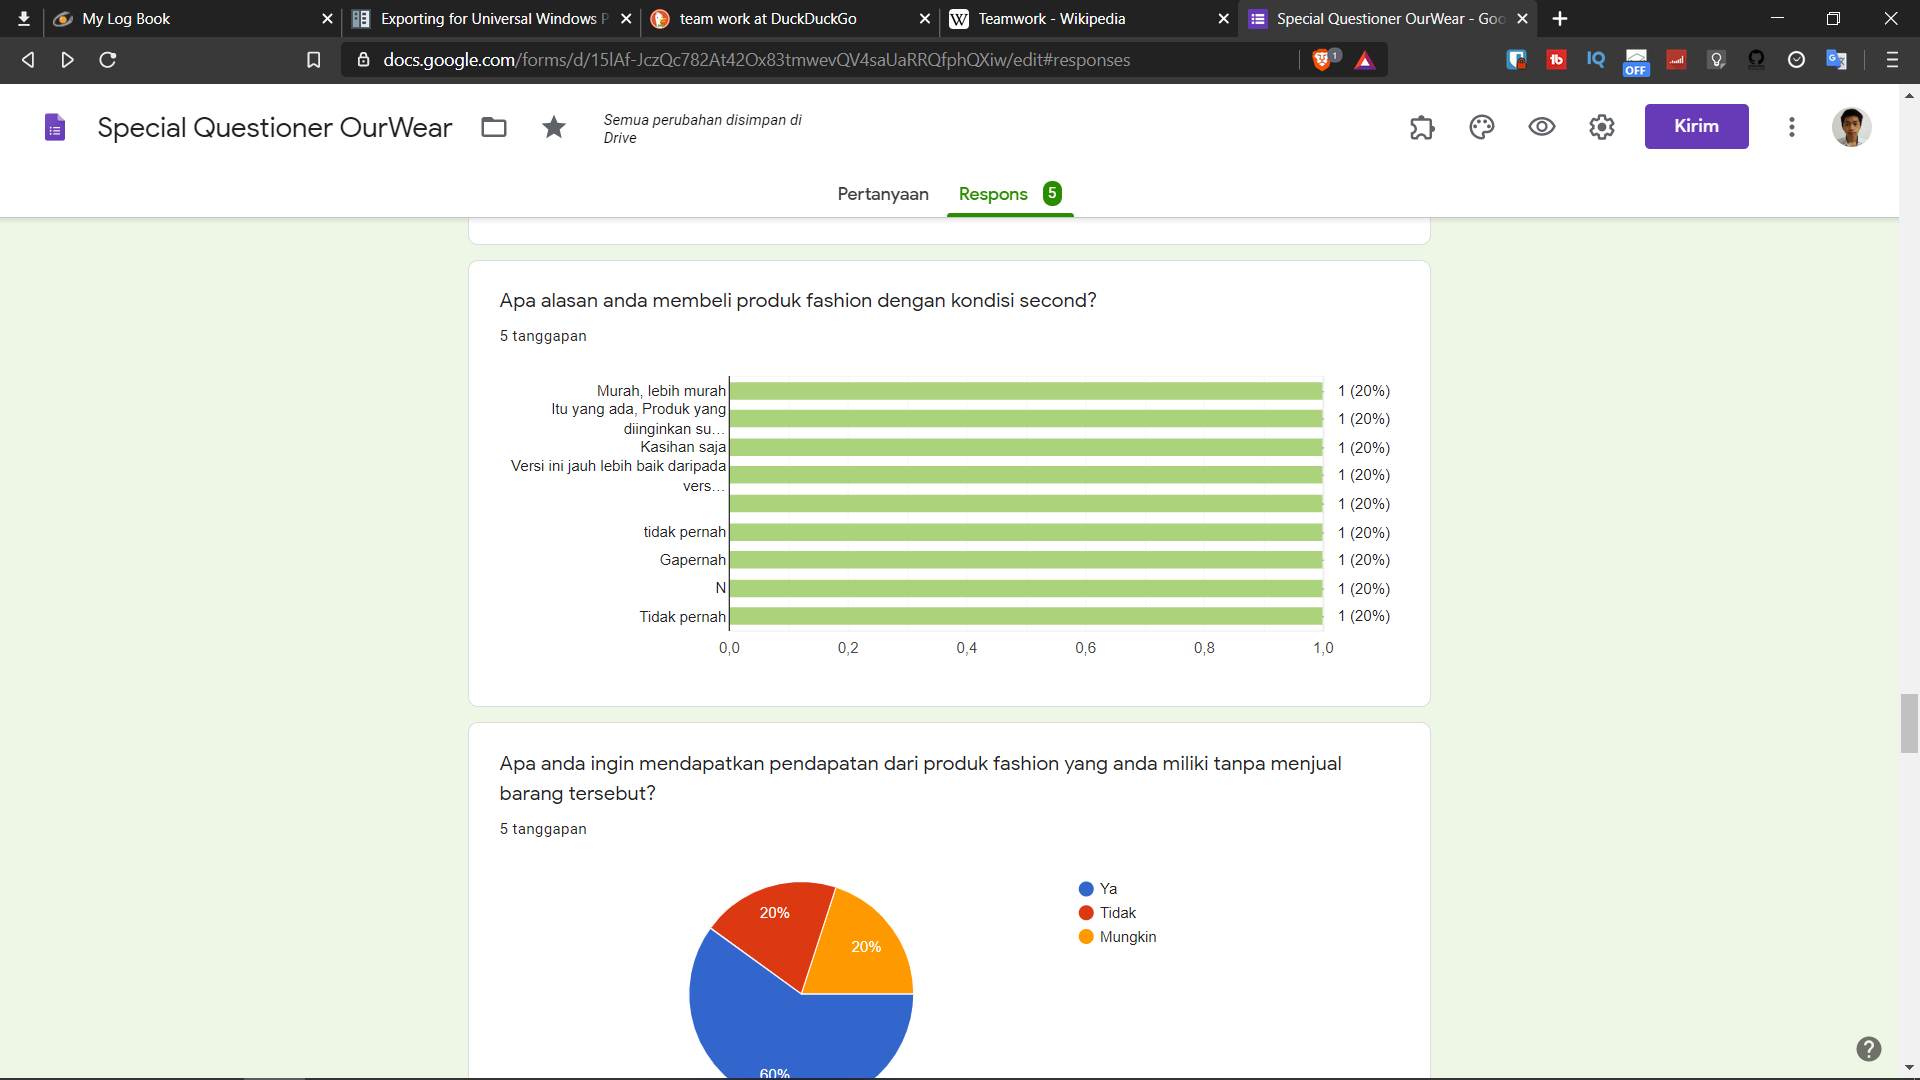 My Log Book
Exporting for Universal Windows P
team work at DuckDuckGo
Teamwork - Wikipedia
Special Questioner OurWear - Goo
docs.google.com/forms/d/15lAf-JczQc782At42Ox83tmwevQV4saUaRRQfphQXiw/edit#responses
1
IQ
OFF
Special Questioner OurWear
Semua perubahan disimpan di
Drive
Kirim
Pertanyaan
Respons 5
Apa alasan anda membeli produk fashion dengan kondisi second?
5 tanggapan
Murah, lebih murah 1 (20%)
Itu yang ada, Produk yang
diinginkan su... 1 (20%)
Kasihan saja 1 (20%)
Versi ini jauh lebih baik daripada
vers... 1 (20%)
1 (20%)
tidak pernah 1 (20%)
Gapernah 1 (20%)
N 1 (20%)
Tidak pernah 1 (20%)
0,0 0,2 0,4 0,6 0,8 1,0
Apa anda ingin mendapatkan pendapatan dari produk fashion yang anda miliki tanpa menjual
barang tersebut?
5 tanggapan
20%
20%
60%
Ya
Tidak
Mungkin